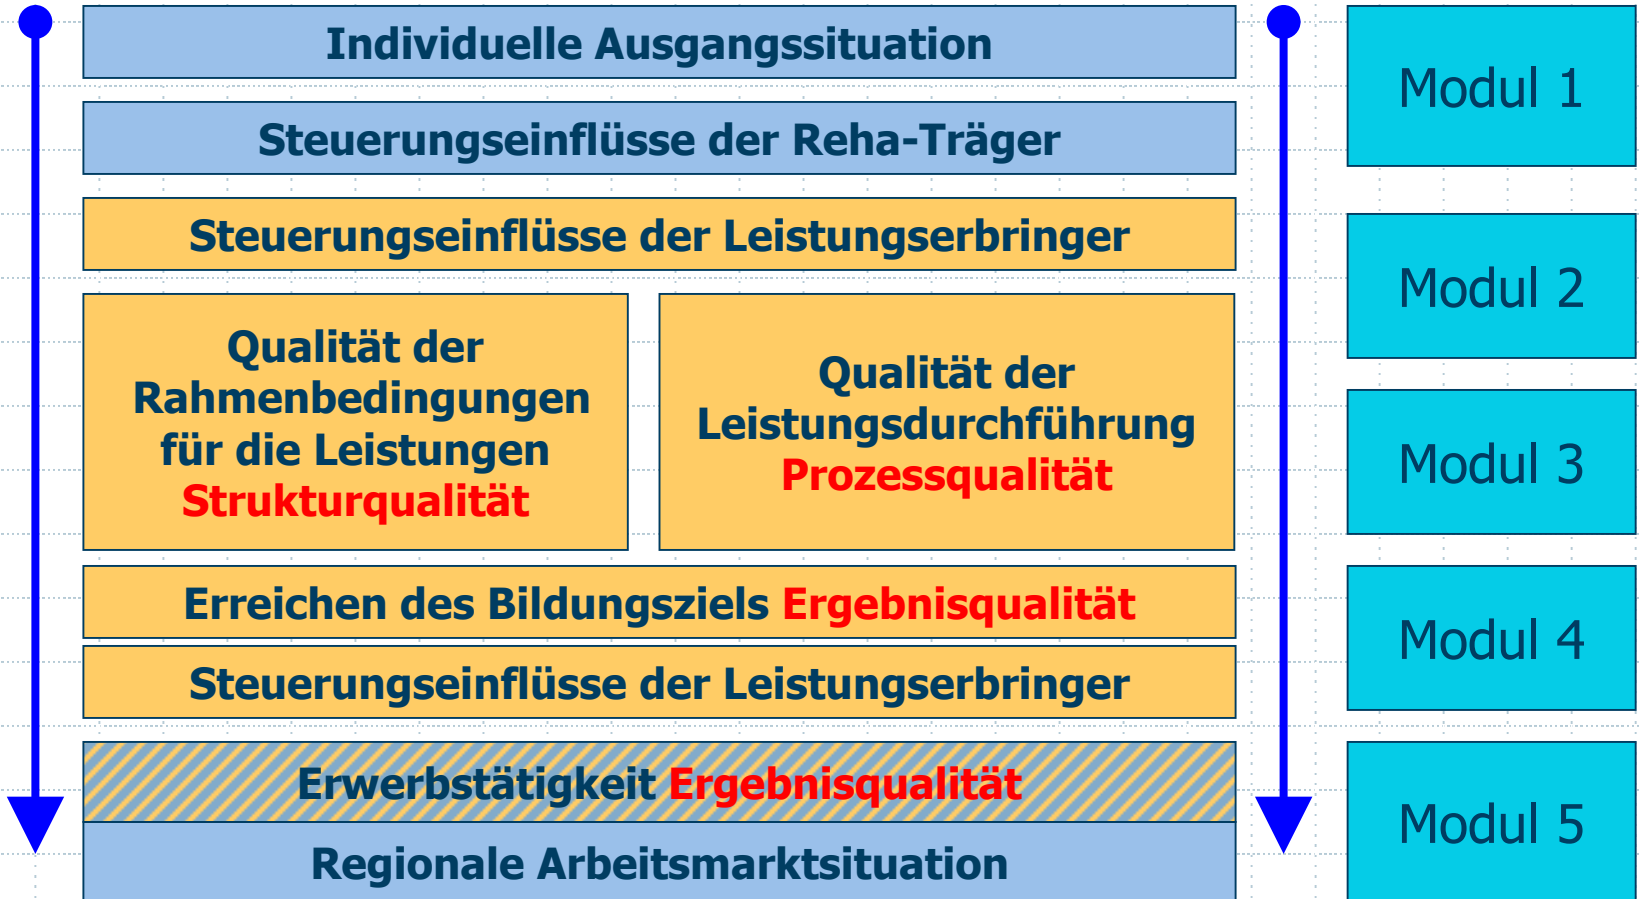 Individuelle Ausgangssituation
Steuerungseinflüsse der Reha-Träger
Modul 1
Steuerungseinflüsse der Leistungserbringer
Modul 2
Qualität der
Rahmenbedingungen
für die Leistungen
Strukturqualität
Qualität der
Leistungsdurchführung
Prozessqualität
Modul 3
Erreichen des Bildungsziels Ergebnisqualität
Steuerungseinflüsse der Leistungserbringer
Modul 4
Erwerbstätigkeit Ergebnisqualität
Regionale Arbeitsmarktsituation
Modul 5